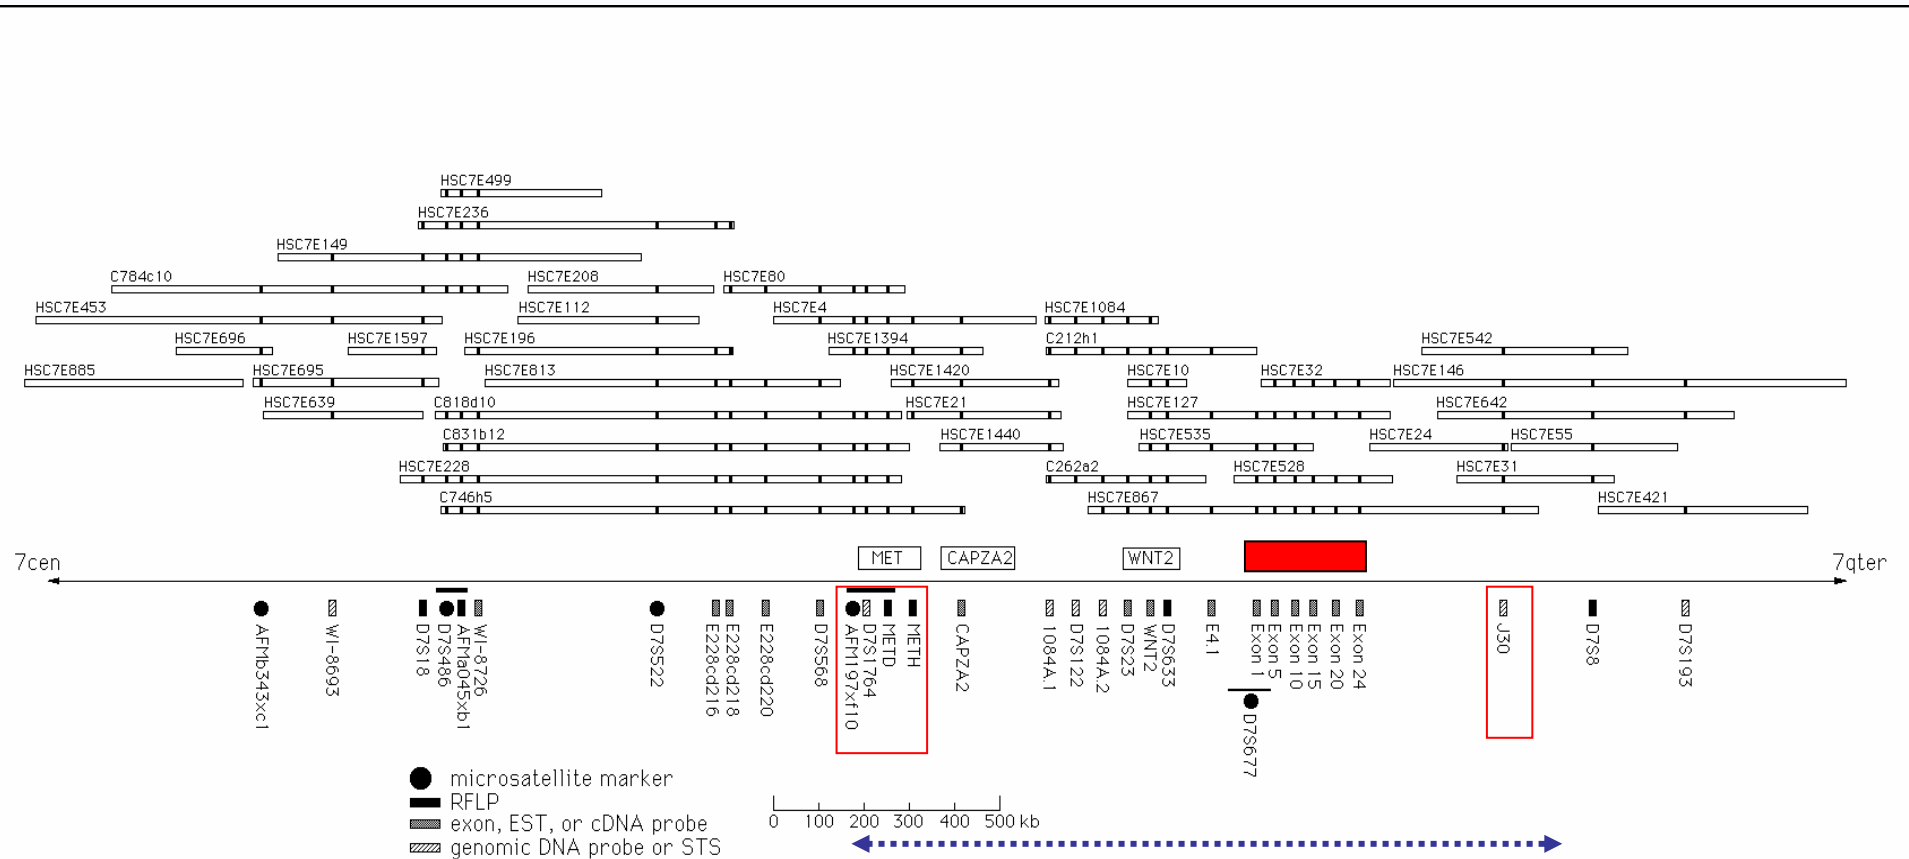 HSC7E499
HSC7E236
HSC7E149
C784c10 HSC7E208 HSC7E80
HSC7E453 HSC7E112 HSC7E4 HSC7E1084
HSC7E696 HSC7E1597 HSC7E196 HSC7E1394 C212h1 HSC7E542
HSC7E885 HSC7E695 HSC7E813 HSC7E1420 HSC7E10 HSC7E32 HSC7E146
HSC7E639 C818d10 HSC7E21 HSC7E127 HSC7E642
C831b12 HSC7E1440 HSC7E535 HSC7E24 HSC7E55
HSC7E228 C262a2 HSC7E528 HSC7E31
C746h5 HSC7E867 HSC7E421
7cen MET CAPZA2 WNT2 7qter
AFMb343xc1
WI-8693
D7S18
D7S486
AFMa045xb1
WI-8726
D7S522
E228cd216
E228cd218
E228cd220
D7S568
AFM197xf10
D7S1764
METD
METH
CAPZA2
1084A.1
D7S122
1084A.2
D7S23
WNT2
D7S633
E4.1
Exon 1
Exon 5
Exon 10
Exon 15
Exon 20
Exon 24
J30
D7S8
D7S193
D7S677
microsatellite marker
RFLP
exon, EST, or cDNA probe
genomic DNA probe or STS
0 100 200 300 400 500 kb